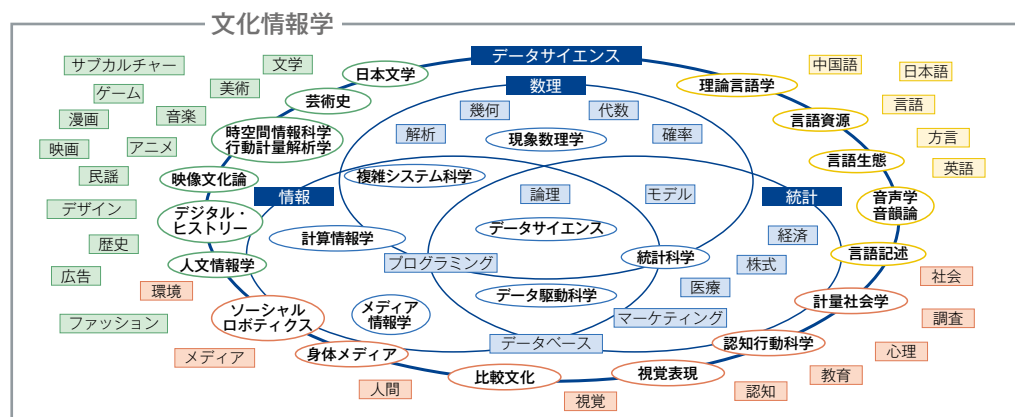 文化情報学
データサイエンス
サブカルチャー
文学
日本文学
中国語
日本語
ゲーム
美術
芸術史
数理
理論言語学
言語
漫画
音楽
幾何
代数
言語資源
解析
現象数理学
確率
方言
映画
アニメ
時空間情報科学
行動計量解析学
言語生態
英語
民謡
映像文化論
複雑システム科学
情報
論理
モデル
統計
音声学
音韻論
デザイン
デジタル・
ヒストリー
計算情報学
データサイエンス
経済
歴史
人文情報学
プログラミング
統計科学
株式
言語記述
広告
環境
データ駆動科学
医療
社会
ファッション
ソーシャル
ロボティクス
メディア
情報学
マーケティング
計量社会学
調査
メディア
身体メディア
データベース
認知行動科学
心理
人間
比較文化
視覚表現
教育
視覚
認知